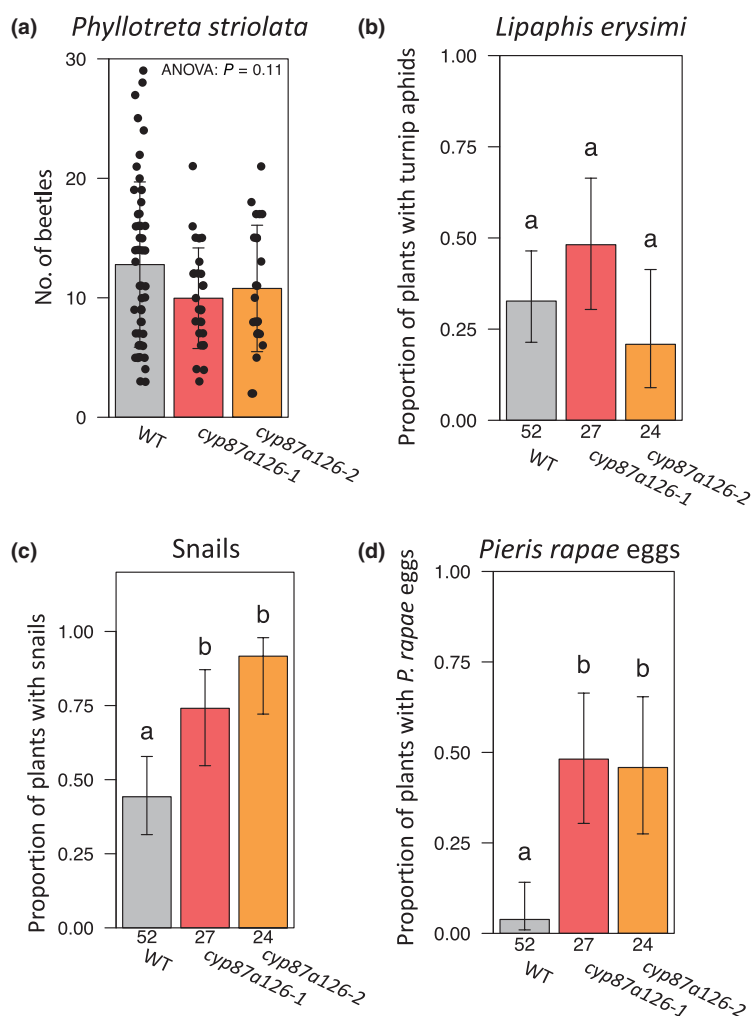 (a) Phyllotreta striolata
ANOVA: P = 0.11
No. of beetles
30
20
10
0
WT
cyp87a126-1
cyp87a126-2
(b) Lipaphis erysimi
Proportion of plants with turnip aphids
1.00
0.75
0.50
0.25
0.00
a
a
a
52
27
24
WT
cyp87a126-1
cyp87a126-2
(c) Snails
Proportion of plants with snails
1.00
0.75
0.50
0.25
0.00
a
b
b
52
27
24
WT
cyp87a126-1
cyp87a126-2
(d) Pieris rapae eggs
Proportion of plants with P. rapae eggs
1.00
0.75
0.50
0.25
0.00
a
b
b
52
27
24
WT
cyp87a126-1
cyp87a126-2